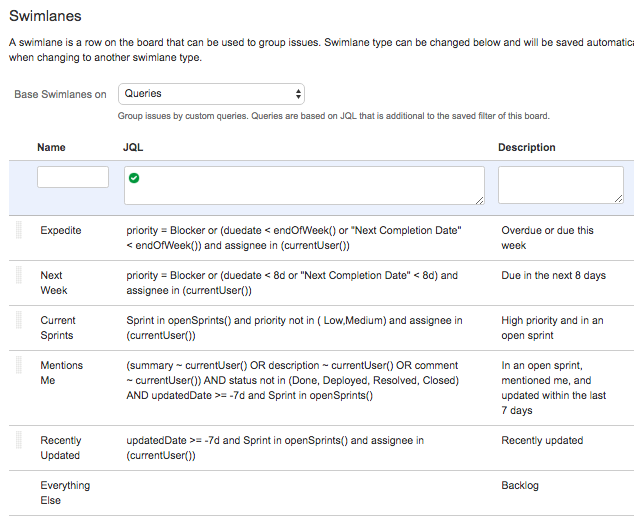 Swimlanes
A swimlane is a row on the board that can be used to group issues. Swimlane type can be changed below and will be saved
when changing to another swimlane type.
Base Swimlanes on Queries
Group issues by custom queries. Queries are based on JQL that is additional to the saved filter of this board.
Name JQL Description
Expedite priority = Blocker or (duedate < endOfWeek() or "Next Completion Date" Overdue or due this
< endOfWeek()) and assignee in (currentUser()) week
Next priority = Blocker or (duedate < 8d or "Next Completion Date" < 8d) and Due in the next 8 days
Week assignee in (currentUser())
Current Sprint in openSprints() and priority not in ( Low,Medium) and assignee in High priority and in an
Sprints (currentUser()) open sprint
Mentions (summary ~ currentUser() OR description ~ currentUser() OR comment In an open sprint,
Me ~ currentUser()) AND status not in (Done, Deployed, Resolved, Closed) mentioned me, and
AND updatedDate >= -7d and Sprint in openSprints() updated within the last
7 days
Recently updatedDate >= -7d and Sprint in openSprints() and assignee in Recently updated
Updated (currentUser())
Everything Backlog
Else